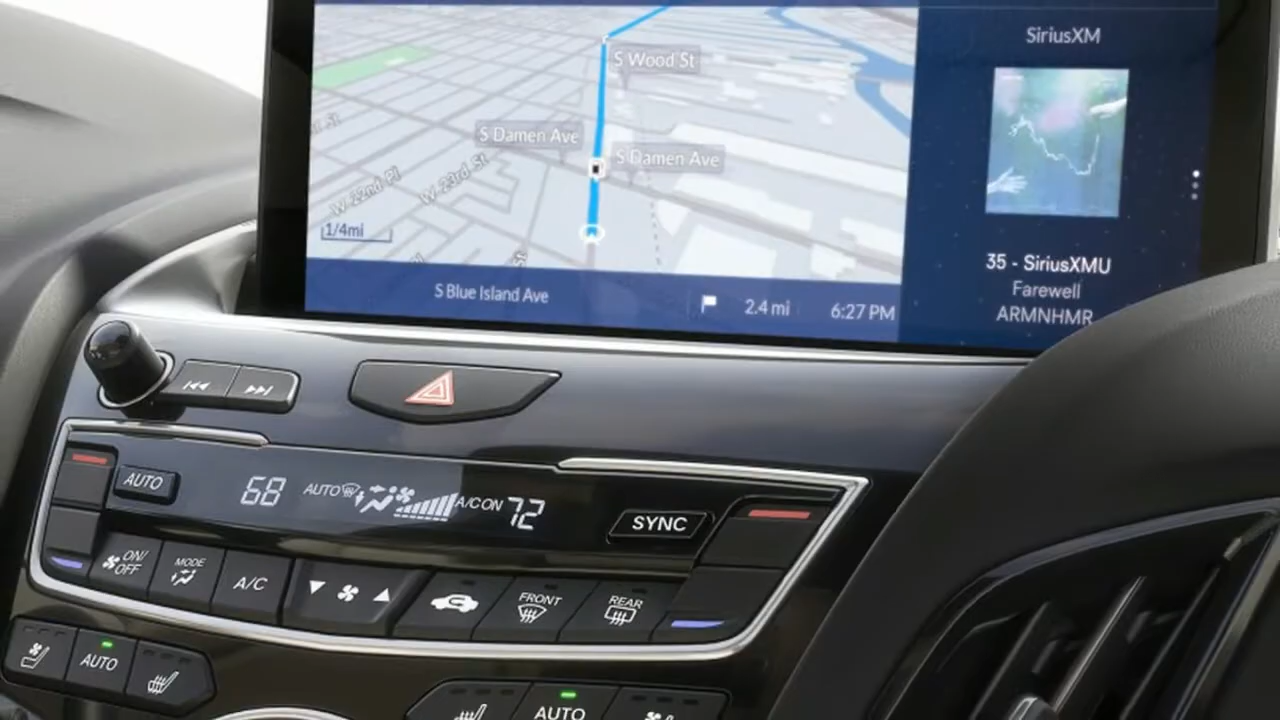 SiriusXM
S Wood St
S Damen Ave
S Damen Ave
W 23rd St
W 22nd Pl
1/4mi
35 - SiriusXMU
Farewell
ARMNHMR
S Blue Island Ave
2.4 mi
6:27 PM
AUTO
68
AUTO
A/C ON
72
SYNC
ON/
OFF
MODE
A/C
FRONT
REAR
AUTO
AUTO